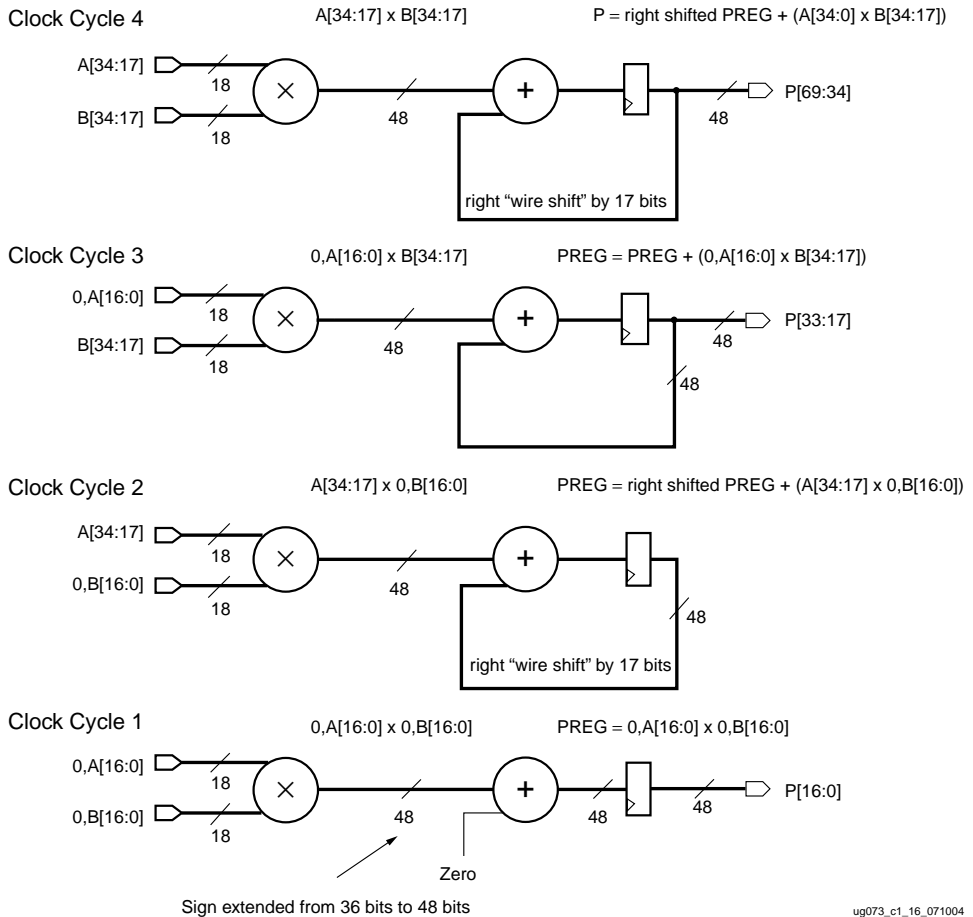 Clock Cycle 4
A[34:17] x B[34:17]
P = right shifted PREG + (A[34:0] x B[34:17])
A[34:17]
18
×
48
+
48
P[69:34]
B[34:17]
18
right “wire shift” by 17 bits
Clock Cycle 3
0,A[16:0] x B[34:17]
PREG = PREG + (0,A[16:0] x B[34:17])
0,A[16:0]
18
×
48
+
48
P[33:17]
B[34:17]
18
48
Clock Cycle 2
A[34:17] x 0,B[16:0]
PREG = right shifted PREG + (A[34:17] x 0,B[16:0])
A[34:17]
18
×
48
+
0,B[16:0]
18
48
right “wire shift” by 17 bits
Clock Cycle 1
0,A[16:0] x 0,B[16:0]
PREG = 0,A[16:0] x 0,B[16:0]
0,A[16:0]
18
×
48
+
48
48
P[16:0]
0,B[16:0]
18
Zero
Sign extended from 36 bits to 48 bits
ug073_c1_16_071004